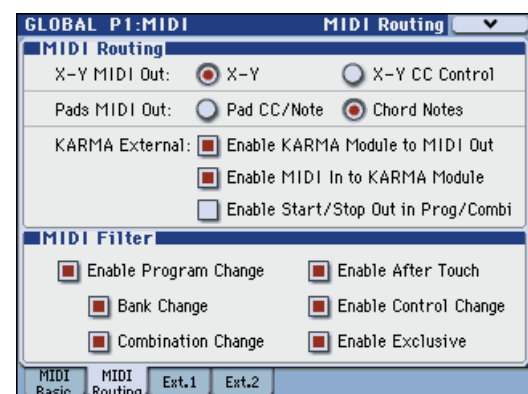 GLOBAL P1:MIDI MIDI Routing
MIDI Routing
X-Y MIDI Out: X-Y X-Y CC Control
Pads MIDI Out: Pad CC/Note Chord Notes
KARMA External: Enable KARMA Module to MIDI Out
Enable MIDI In to KARMA Module
Enable Start/Stop Out in Prog/Combi
MIDI Filter
Enable Program Change Enable After Touch
Bank Change Enable Control Change
Combination Change Enable Exclusive
MIDI Basic MIDI Routing Ext.1 Ext.2